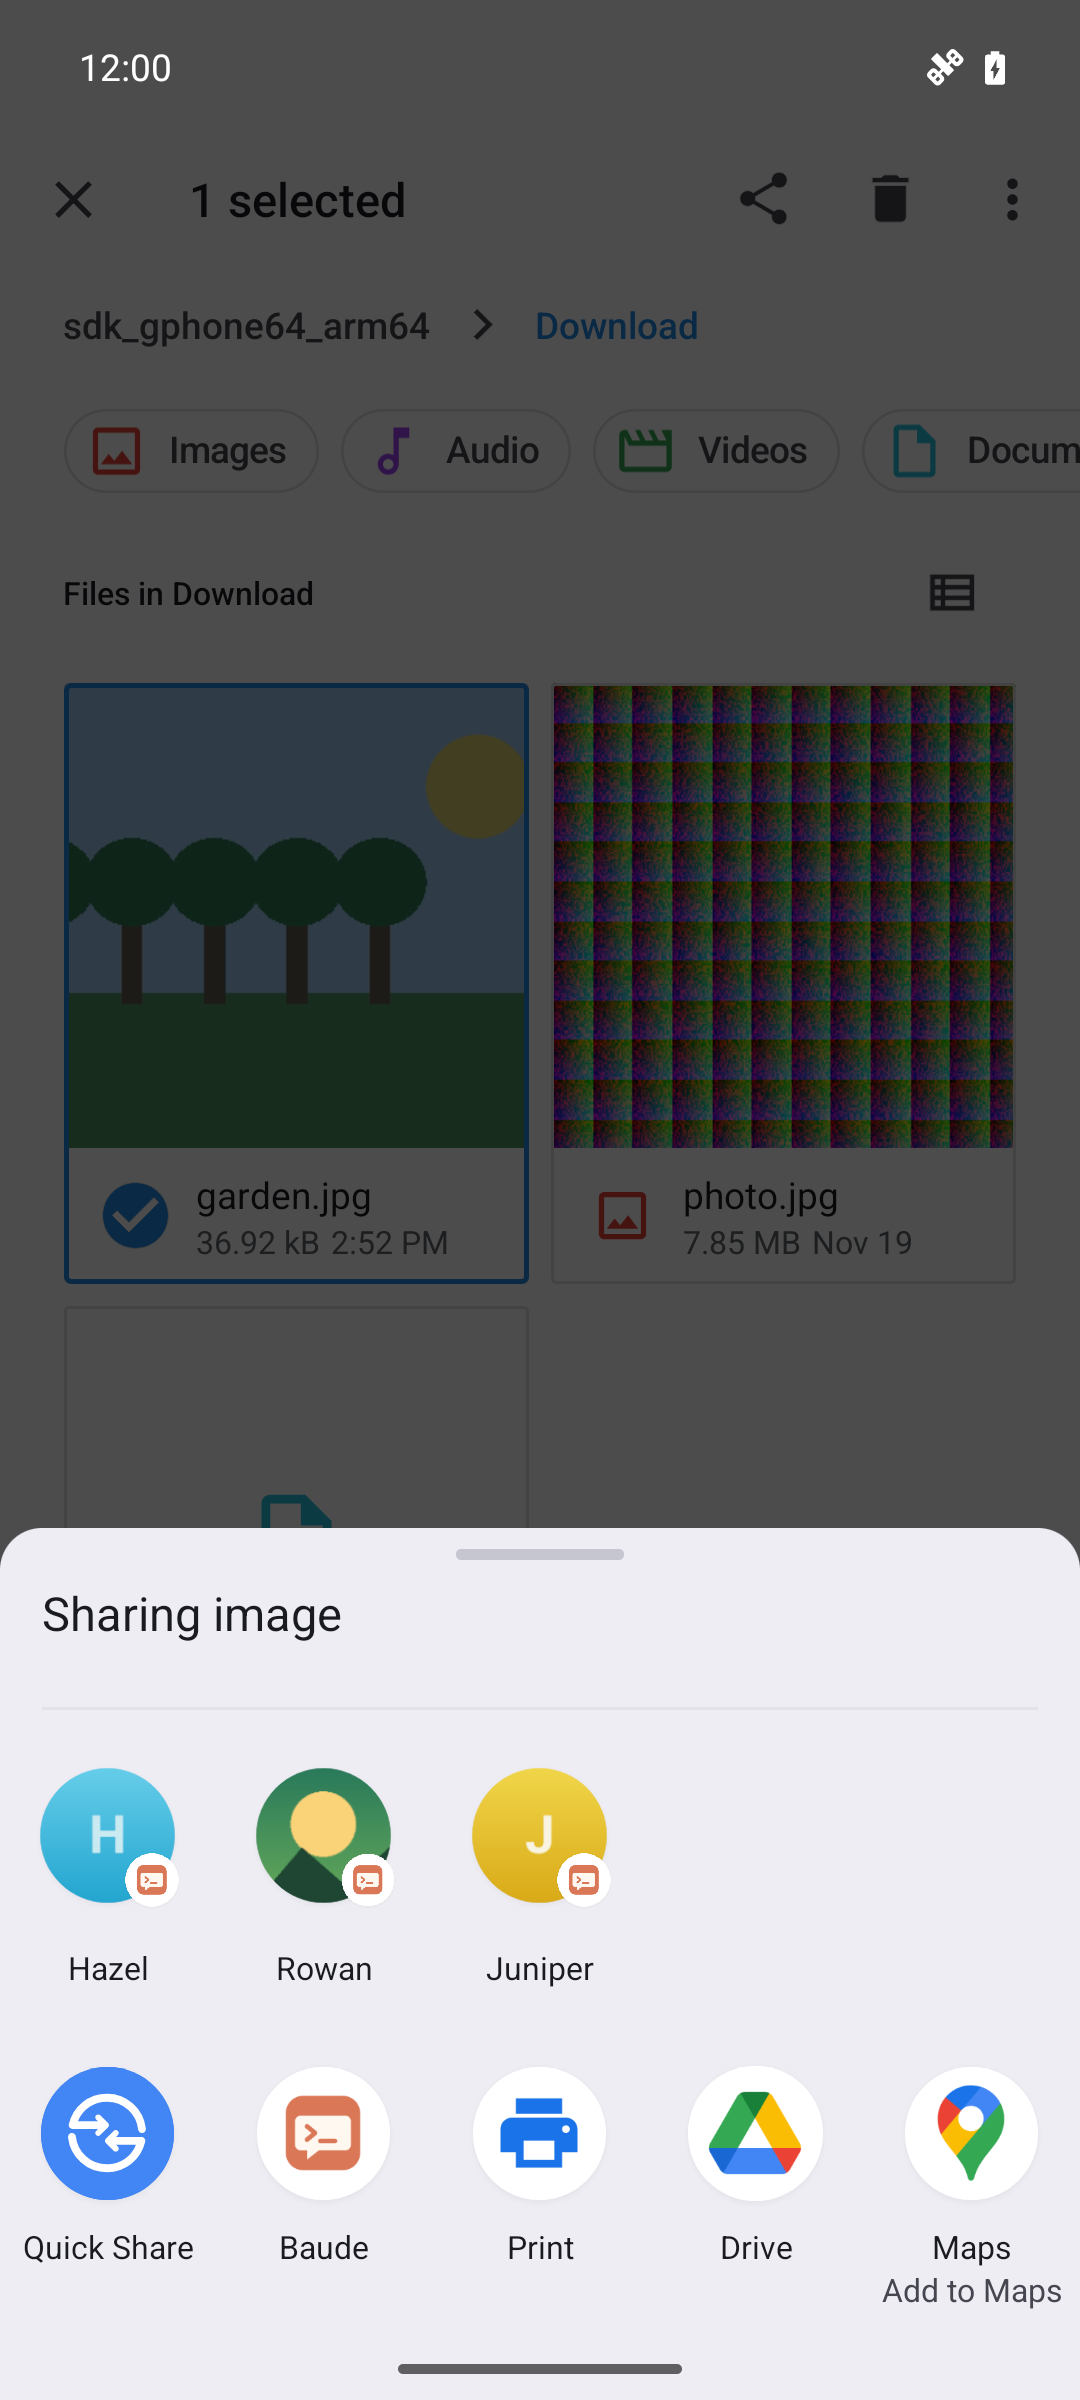 12:00
1 selected
sdk_gphone64_arm64 Download
Images Audio Videos Docum
Files in Download
garden.jpg
36.92 kB 2:52 PM
photo.jpg
7.85 MB Nov 19
Sharing image
H
J
Hazel Rowan Juniper
Quick Share Baude Print Drive Maps
Add to Maps